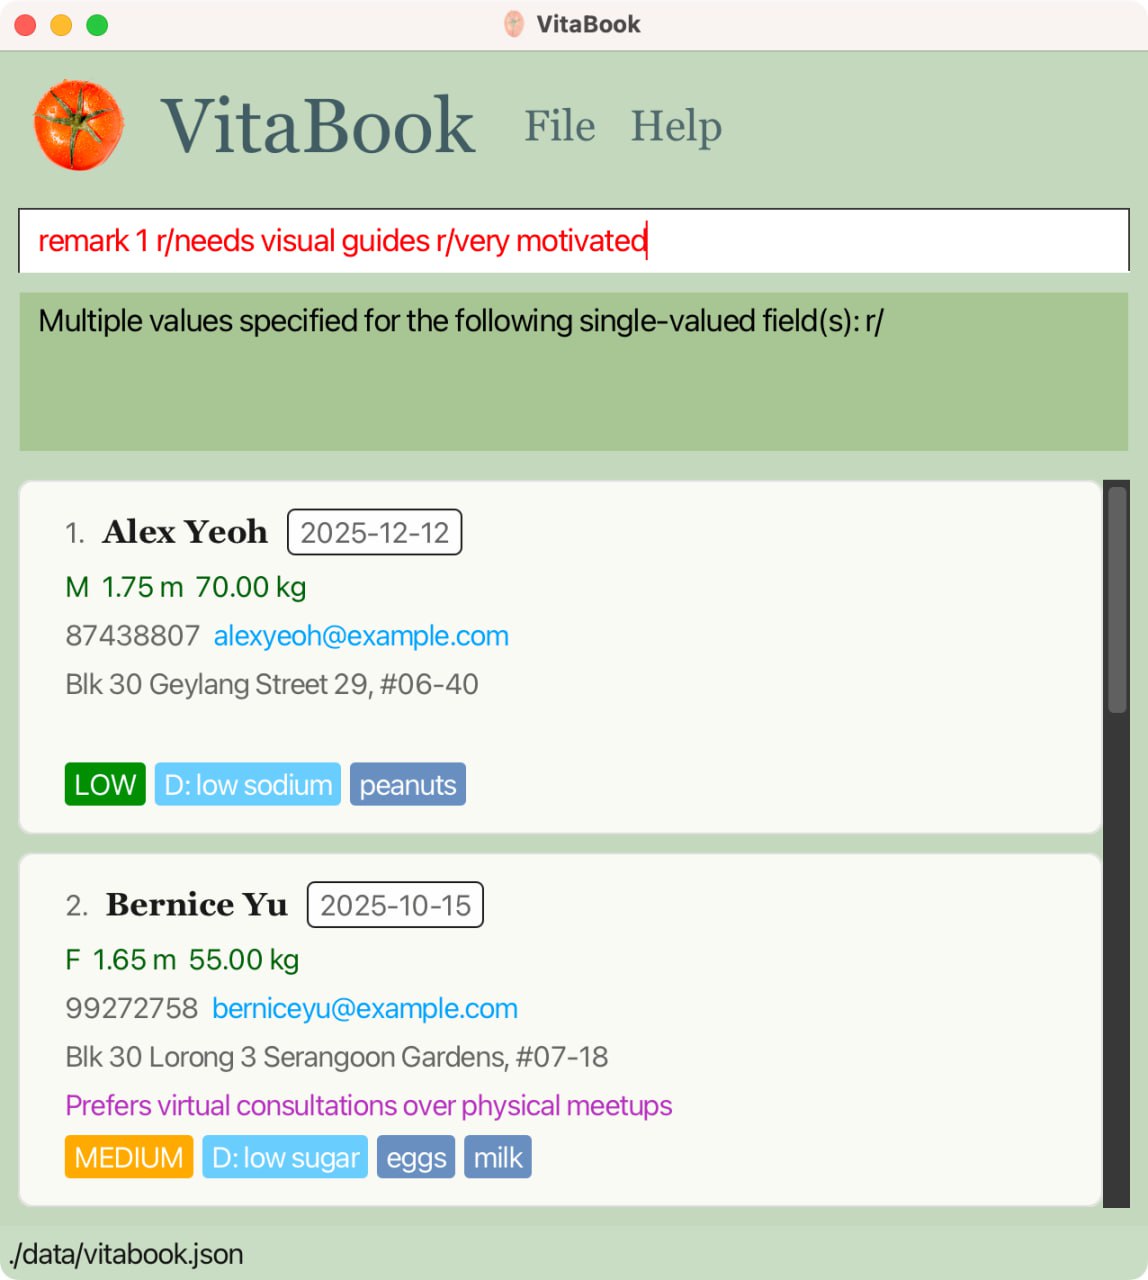 VitaBook
VitaBook File Help
remark 1 r/needs visual guides r/very motivated
Multiple values specified for the following single-valued field(s): r/
1. Alex Yeoh 2025-12-12
M 1.75 m 70.00 kg
87438807 alexyeoh@example.com
Blk 30 Geylang Street 29, #06-40
LOW D: low sodium peanuts
2. Bernice Yu 2025-10-15
F 1.65 m 55.00 kg
99272758 berniceyu@example.com
Blk 30 Lorong 3 Serangoon Gardens, #07-18
Prefers virtual consultations over physical meetups
MEDIUM D: low sugar eggs milk
./data/vitabook.json